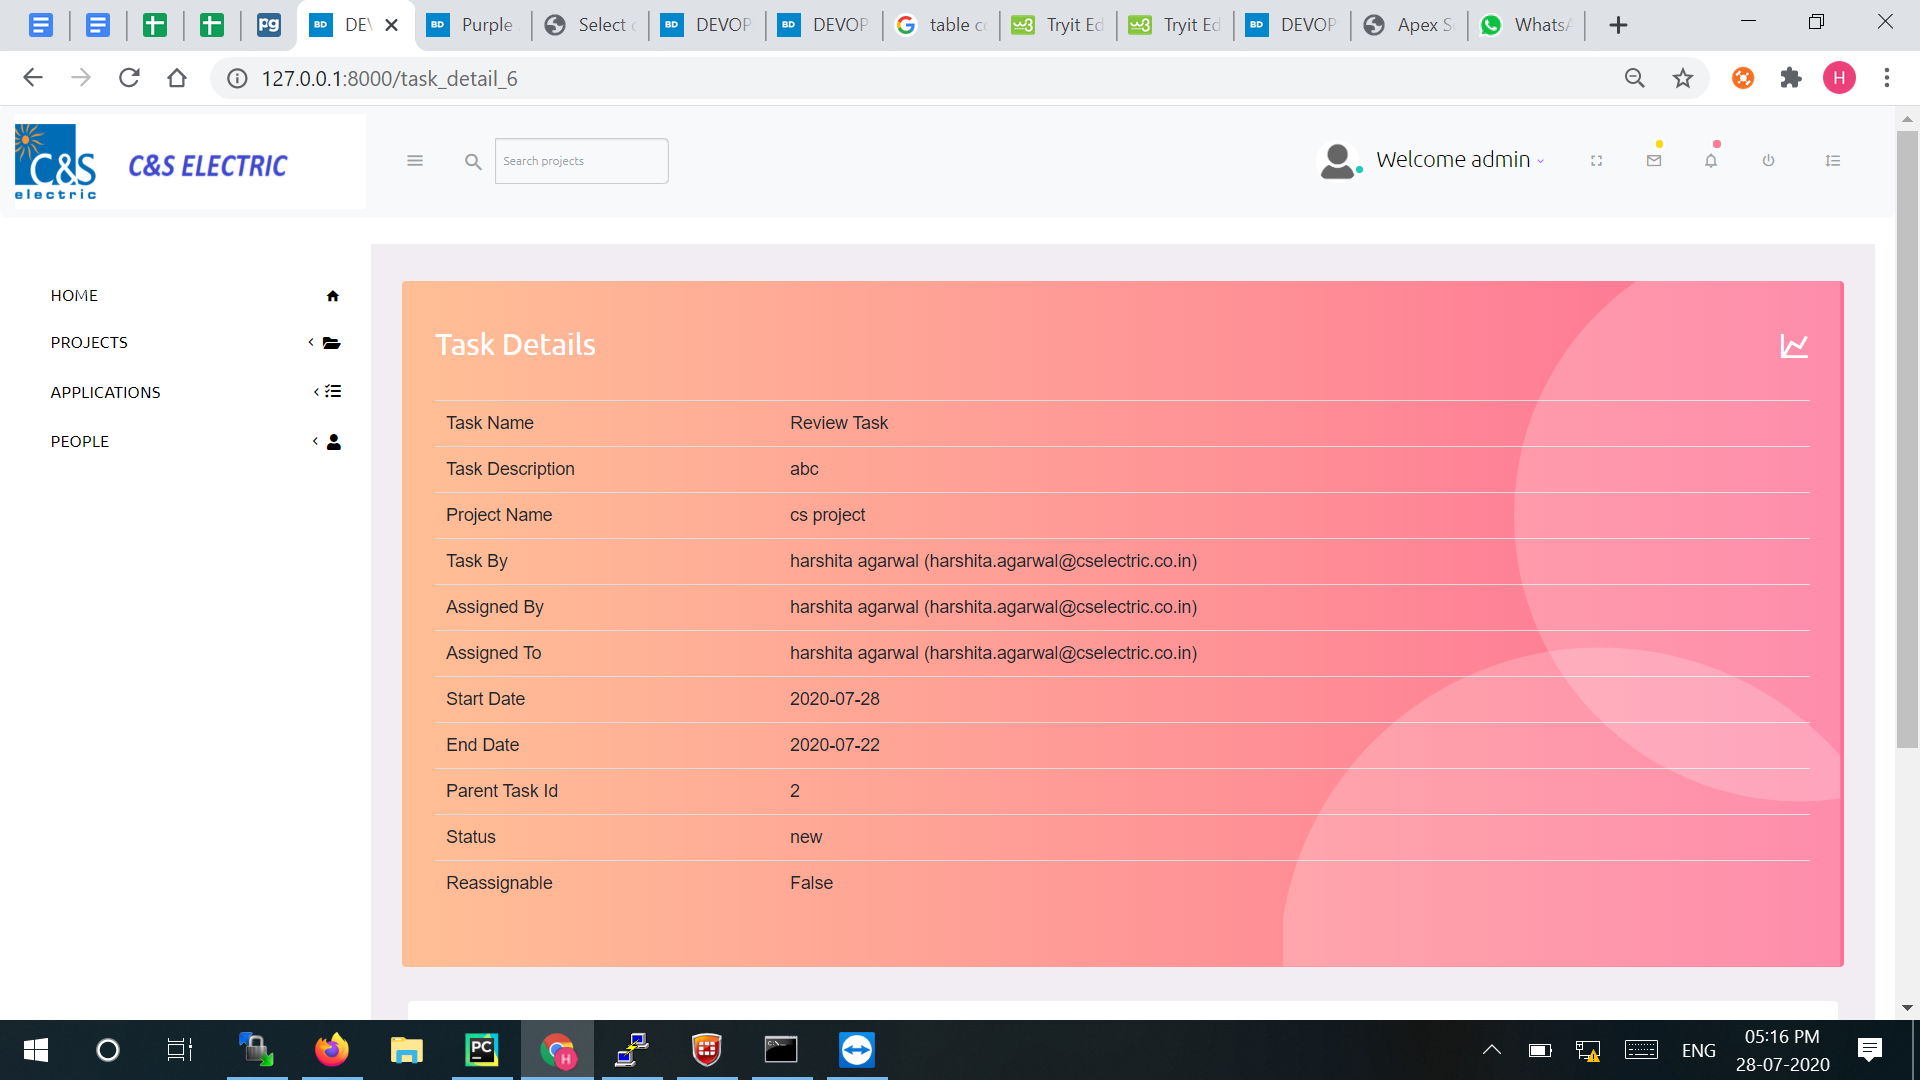 DEV
Purple
Select
DEVOP
DEVOP
table co
Tryit Ed
Tryit Ed
DEVOP
Apex S
WhatsA
127.0.0.1:8000/task_detail_6
H
C&S
electric
C&S ELECTRIC
Search projects
Welcome admin
HOME
PROJECTS
APPLICATIONS
PEOPLE
Task Details
Task Name Review Task
Task Description abc
Project Name cs project
Task By harshita agarwal (harshita.agarwal@cselectric.co.in)
Assigned By harshita agarwal (harshita.agarwal@cselectric.co.in)
Assigned To harshita agarwal (harshita.agarwal@cselectric.co.in)
Start Date 2020-07-28
End Date 2020-07-22
Parent Task Id 2
Status new
Reassignable False
ENG
05:16 PM
28-07-2020